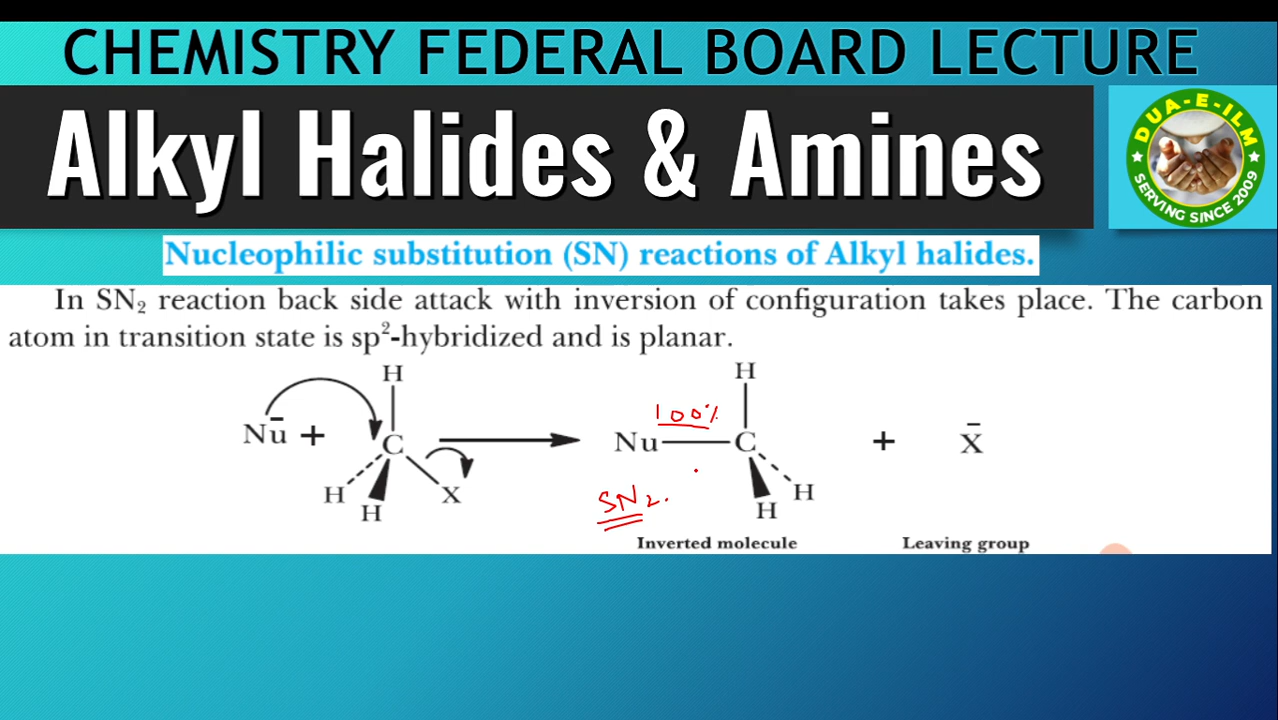 CHEMISTRY FEDERAL BOARD LECTURE
Alkyl Halides & Amines
DUA-E-ILM
SERVING SINCE 2009
Nucleophilic substitution (SN) reactions of Alkyl halides.
In SN₂ reaction back side attack with inversion of configuration takes place. The carbon
atom in transition state is sp²-hybridized and is planar.
H
Nu⁻ + C
H
H
X
H
100%
Nu C + X⁻
H
H
SN₂.
Inverted molecule
Leaving group